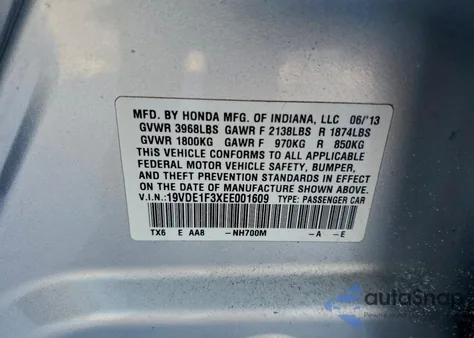 MFD. BY HONDA MFG. OF INDIANA, LLC 06/'13
GVWR 3968LBS GAWR F 2138LBS R 1874LBS
GVWR 1800KG GAWR F 970KG R 850KG
THIS VEHICLE CONFORMS TO ALL APPLICABLE
FEDERAL MOTOR VEHICLE SAFETY, BUMPER,
AND THEFT PREVENTION STANDARDS IN EFFECT
ON THE DATE OF MANUFACTURE SHOWN ABOVE.
V.I.N.:19VDE1F3XEE001609 TYPE: PASSENGER CAR
TX6 E AA8 -NH700M -A -E
autoSnap